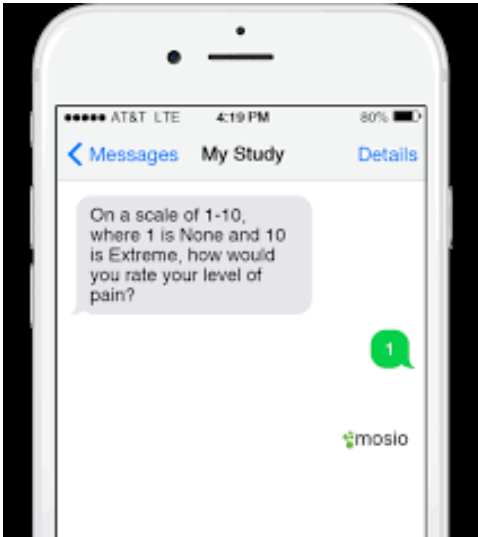 AT&T LTE 4:19 PM 80%
Messages My Study Details
On a scale of 1-10,
where 1 is None and 10
is Extreme, how would
you rate your level of
pain?
1
mosio